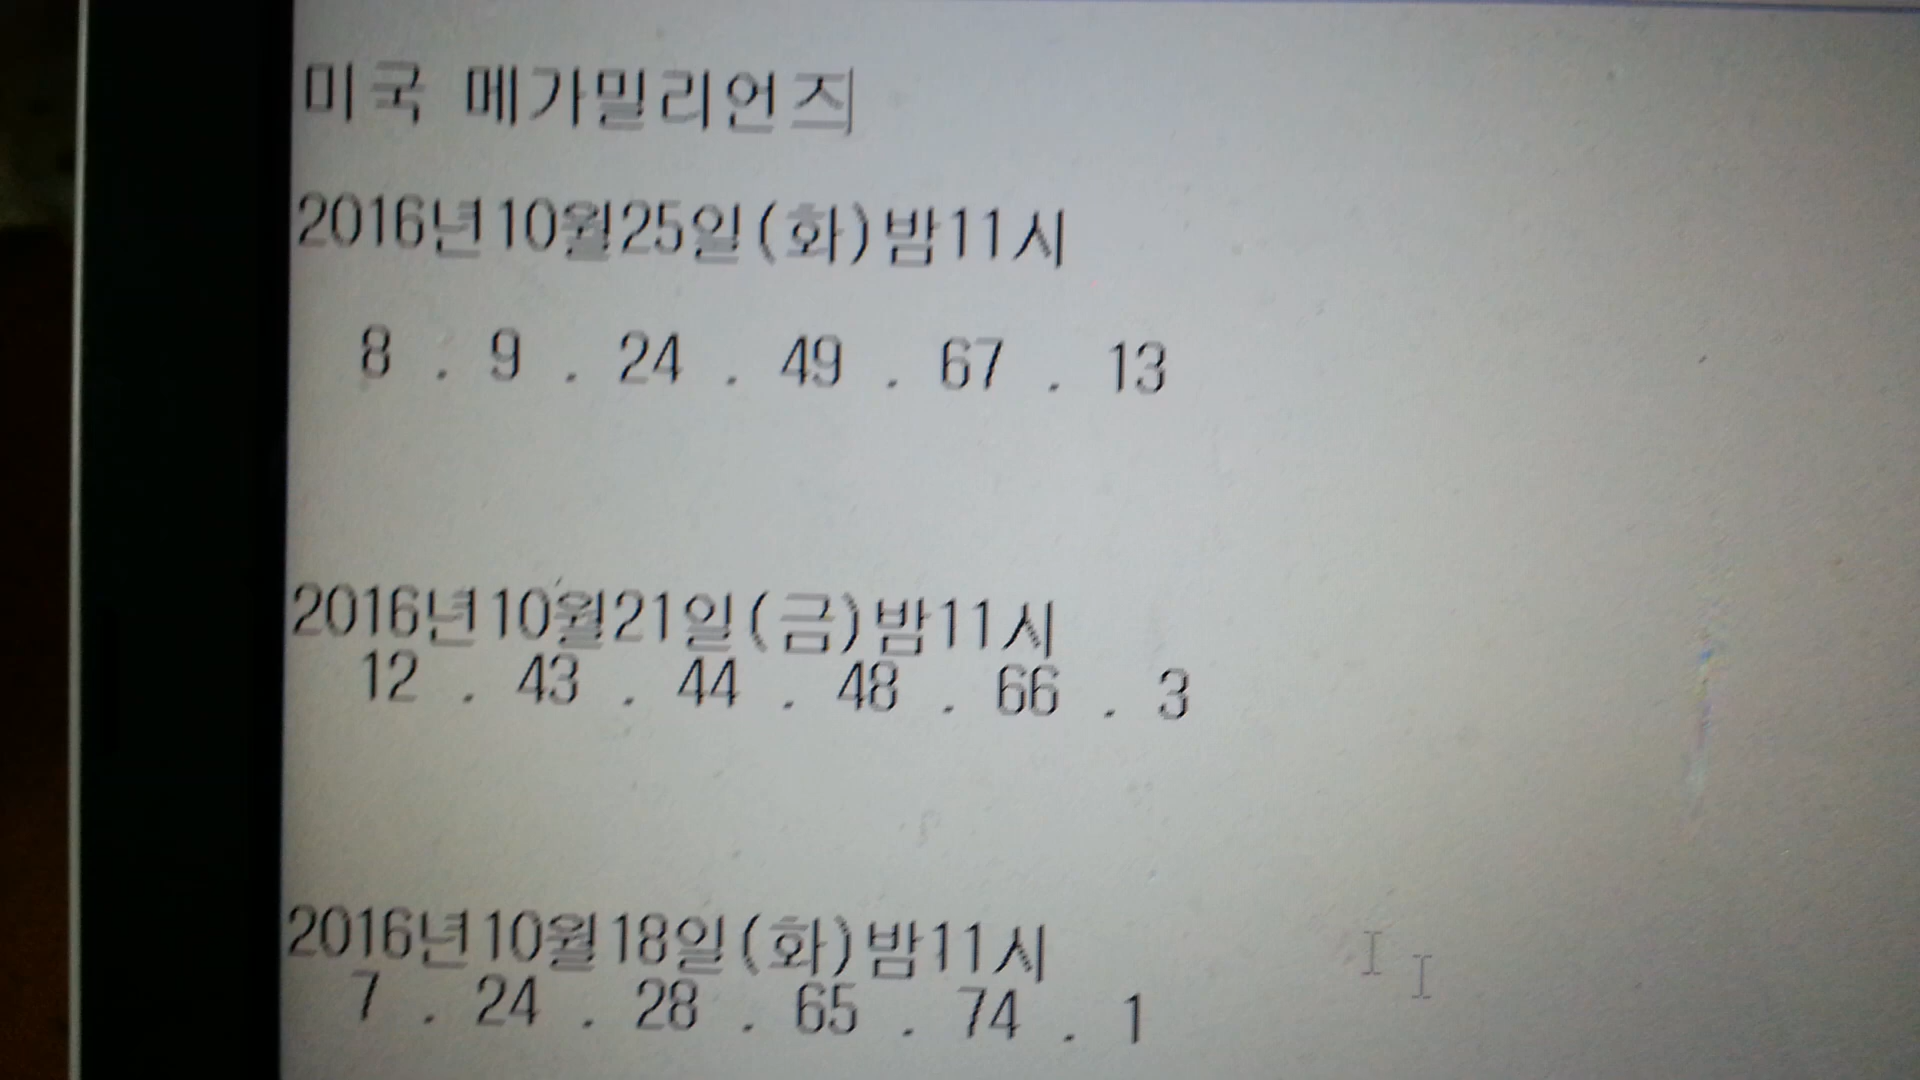 미국 메가밀리언즈
2016년10월25일(화)밤11시
8 . 9 . 24 . 49 . 67 . 13
2016년10월21일(금)밤11시
12 . 43 . 44 . 48 . 66 . 3
2016년10월18일(화)밤11시
7 . 24 . 28 . 65 . 74 . 1